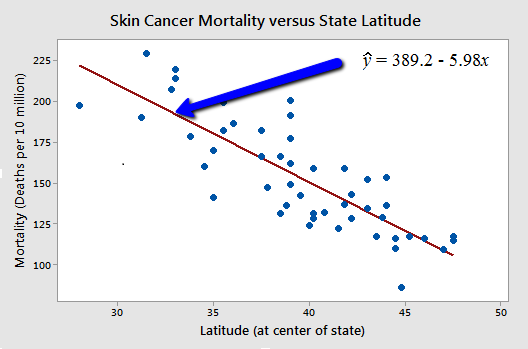 Skin Cancer Mortality versus State Latitude
ŷ = 389.2 - 5.98x
Mortality (Deaths per 10 million)
225
200
175
150
125
100
30
35
40
45
50
Latitude (at center of state)